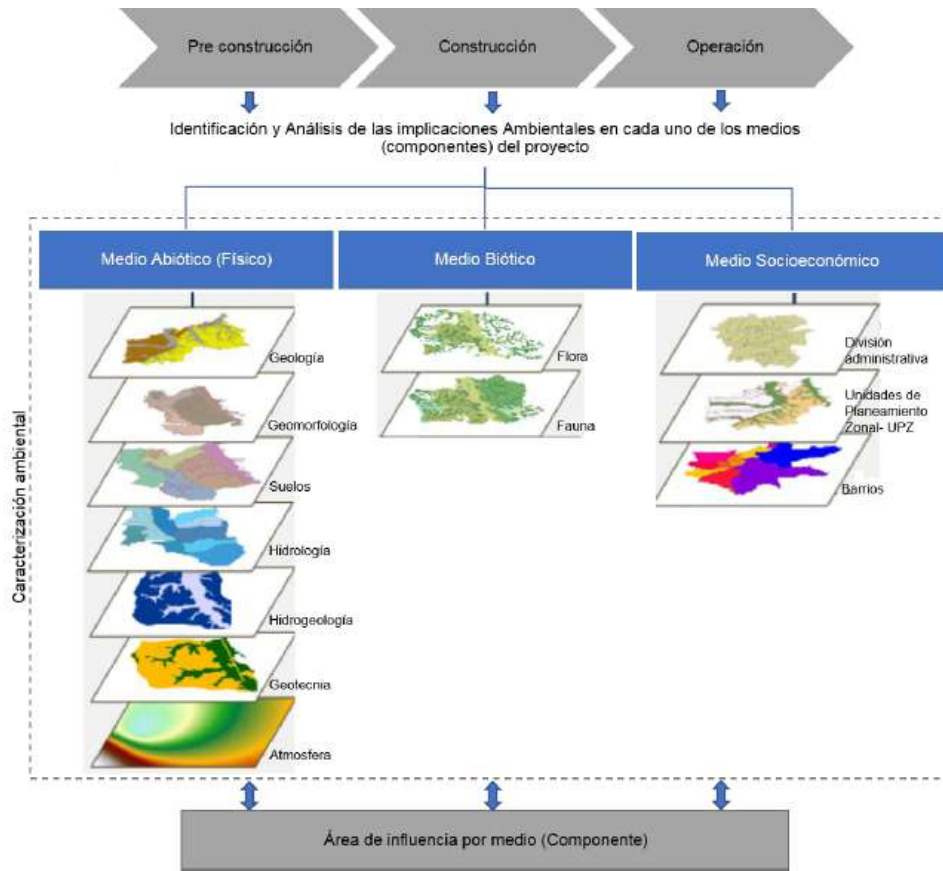 Pre construcción
Construcción
Operación
Identificación y Análisis de las implicaciones Ambientales en cada uno de los medios
(componentes) del proyecto
Caracterización ambiental
Medio Abiótico (Físico)
Geología
Geomorfología
Suelos
Hidrología
Hidrogeología
Geotecnia
Atmosfera
Medio Biótico
Flora
Fauna
Medio Socioeconómico
División
administrativa
Unidades de
Planeamiento
Zonal- UPZ
Barrios
Área de influencia por medio (Componente)